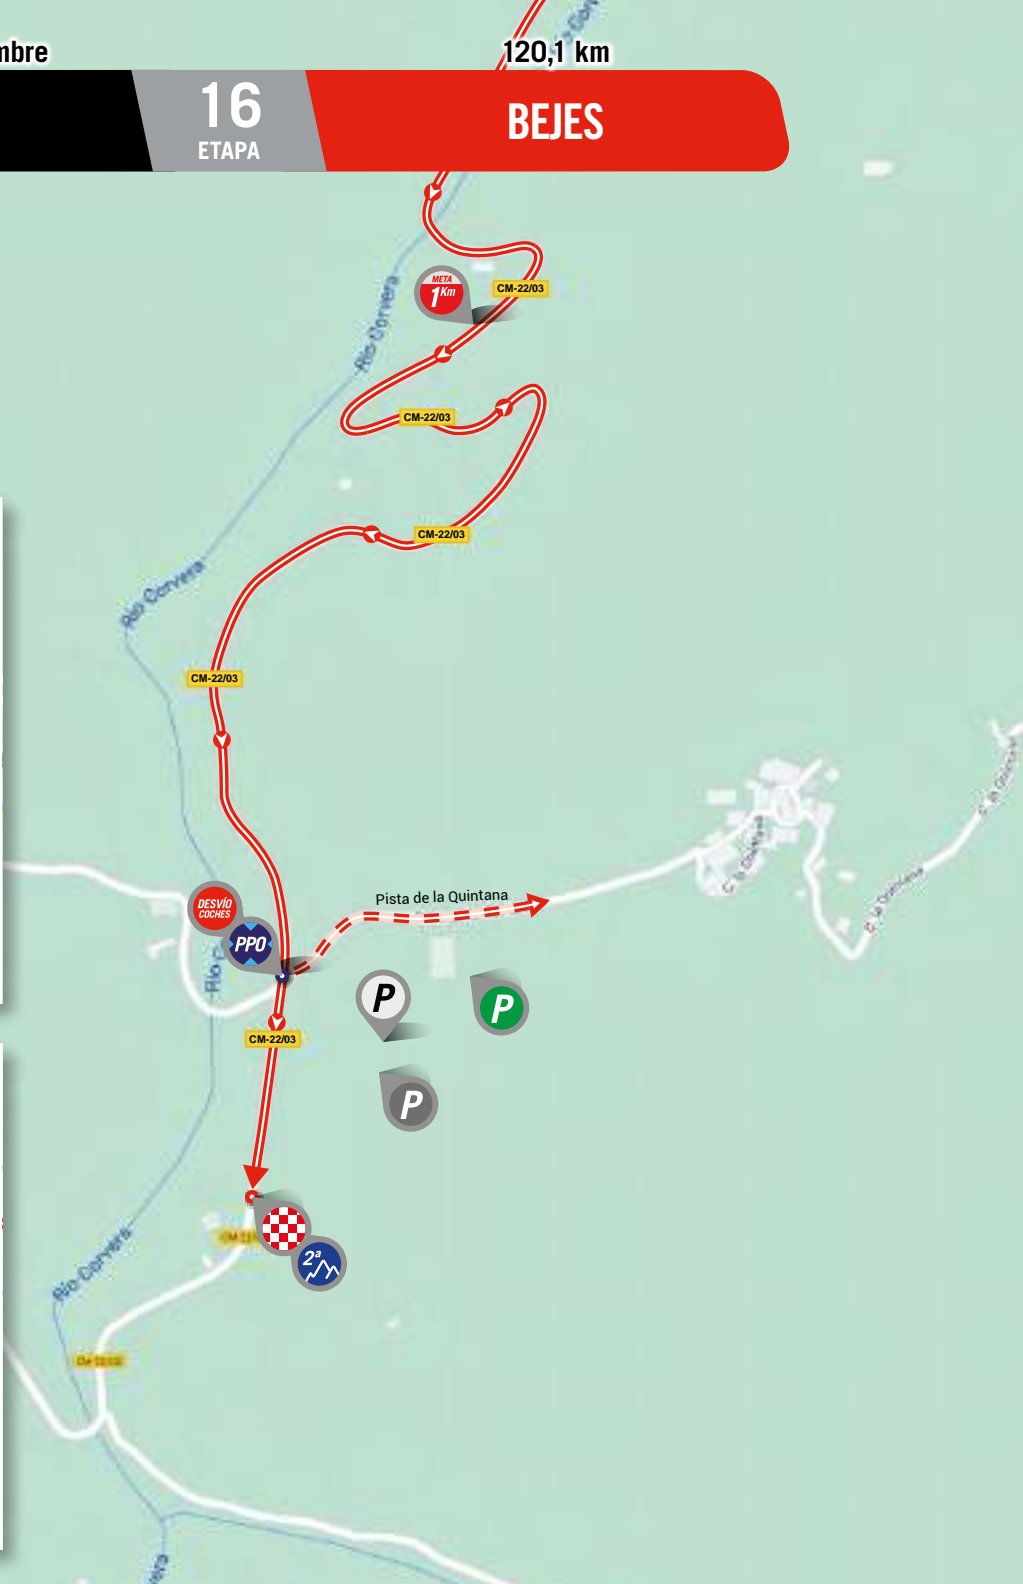 mbre
120,1 km
16
ETAPA
BEJES
META
1Km
CM-22/03
Río Corvera
CM-22/03
CM-22/03
Río Corvera
CM-22/03
Pista de la Quintana
DESVÍO
COCHES
PPO
Río C
P
P
CM-22/03
P
2ª
Río Corvera